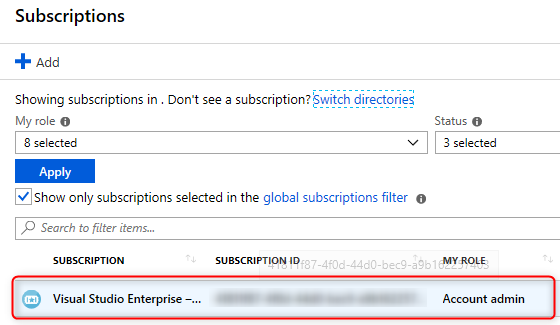 Subscriptions
Add
Showing subscriptions in . Don't see a subscription? Switch directories
My role
Status
8 selected
3 selected
Apply
Show only subscriptions selected in the global subscriptions filter
Search to filter items...
SUBSCRIPTION
SUBSCRIPTION ID
MY ROLE
Visual Studio Enterprise –...
Account admin